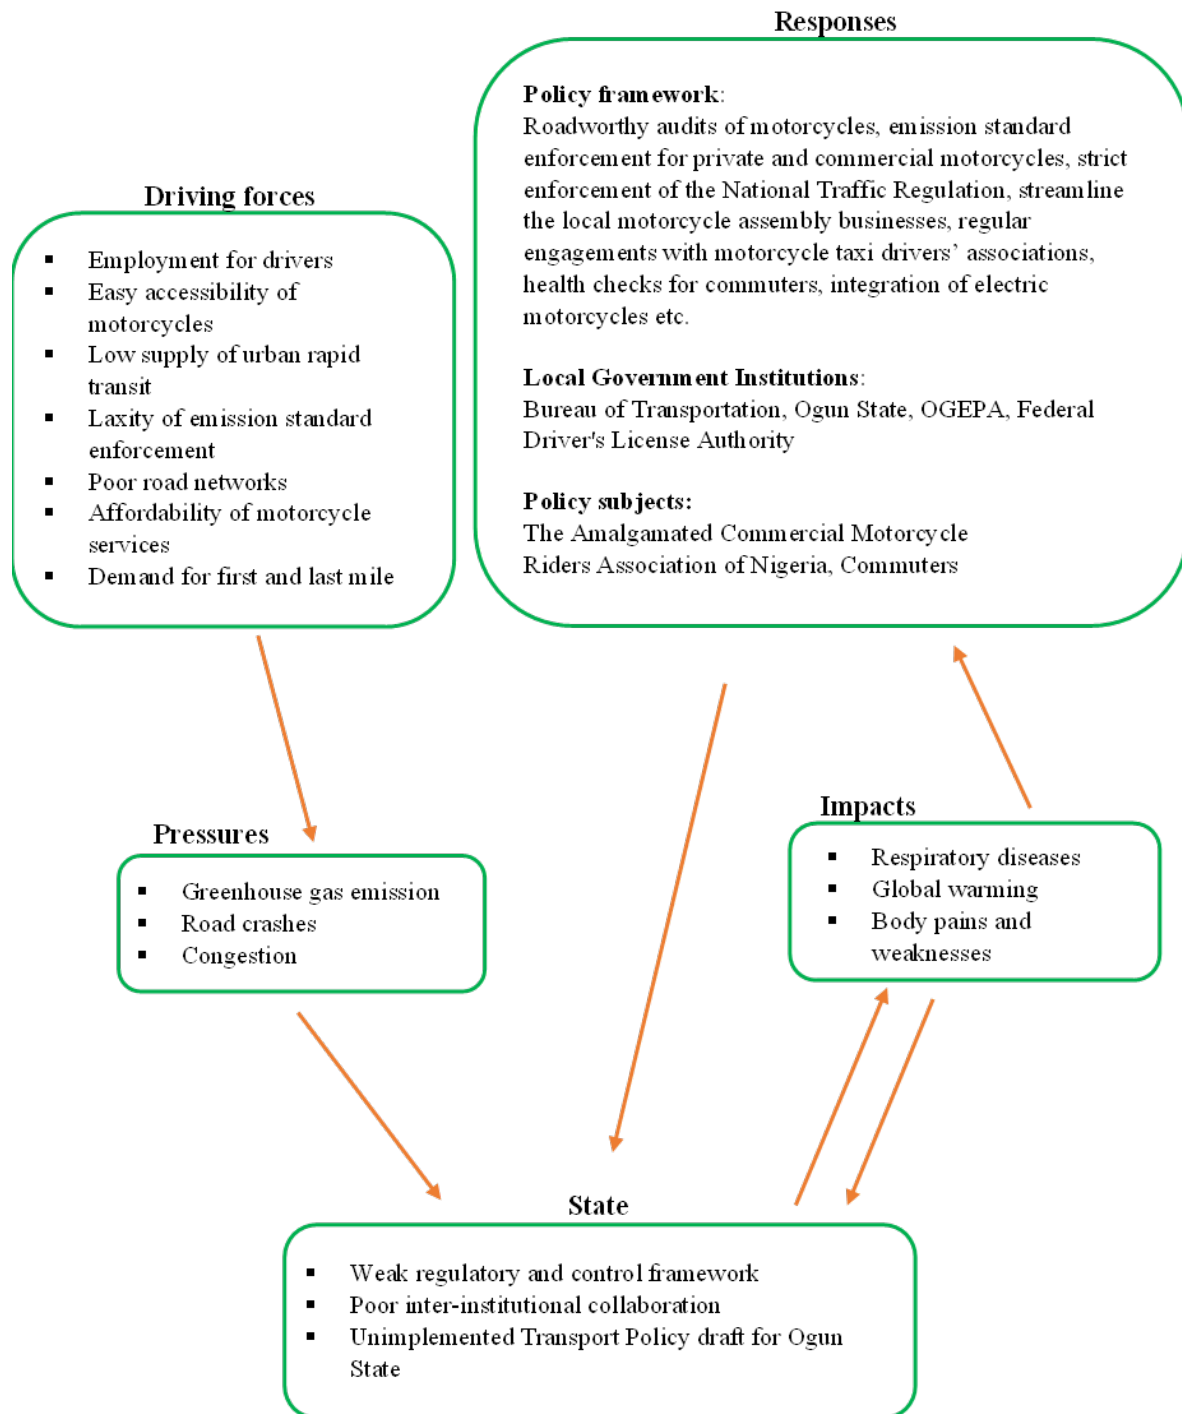 Responses
Policy framework:
Roadworthy audits of motorcycles, emission standard
enforcement for private and commercial motorcycles, strict
enforcement of the National Traffic Regulation, streamline
the local motorcycle assembly businesses, regular
engagements with motorcycle taxi drivers’ associations,
health checks for commuters, integration of electric
motorcycles etc.
Local Government Institutions:
Bureau of Transportation, Ogun State, OGEPA, Federal
Driver's License Authority
Policy subjects:
The Amalgamated Commercial Motorcycle
Riders Association of Nigeria, Commuters
Driving forces
▪ Employment for drivers
▪ Easy accessibility of
motorcycles
▪ Low supply of urban rapid
transit
▪ Laxity of emission standard
enforcement
▪ Poor road networks
▪ Affordability of motorcycle
services
▪ Demand for first and last mile
Pressures
▪ Greenhouse gas emission
▪ Road crashes
▪ Congestion
Impacts
▪ Respiratory diseases
▪ Global warming
▪ Body pains and
weaknesses
State
▪ Weak regulatory and control framework
▪ Poor inter-institutional collaboration
▪ Unimplemented Transport Policy draft for Ogun
State